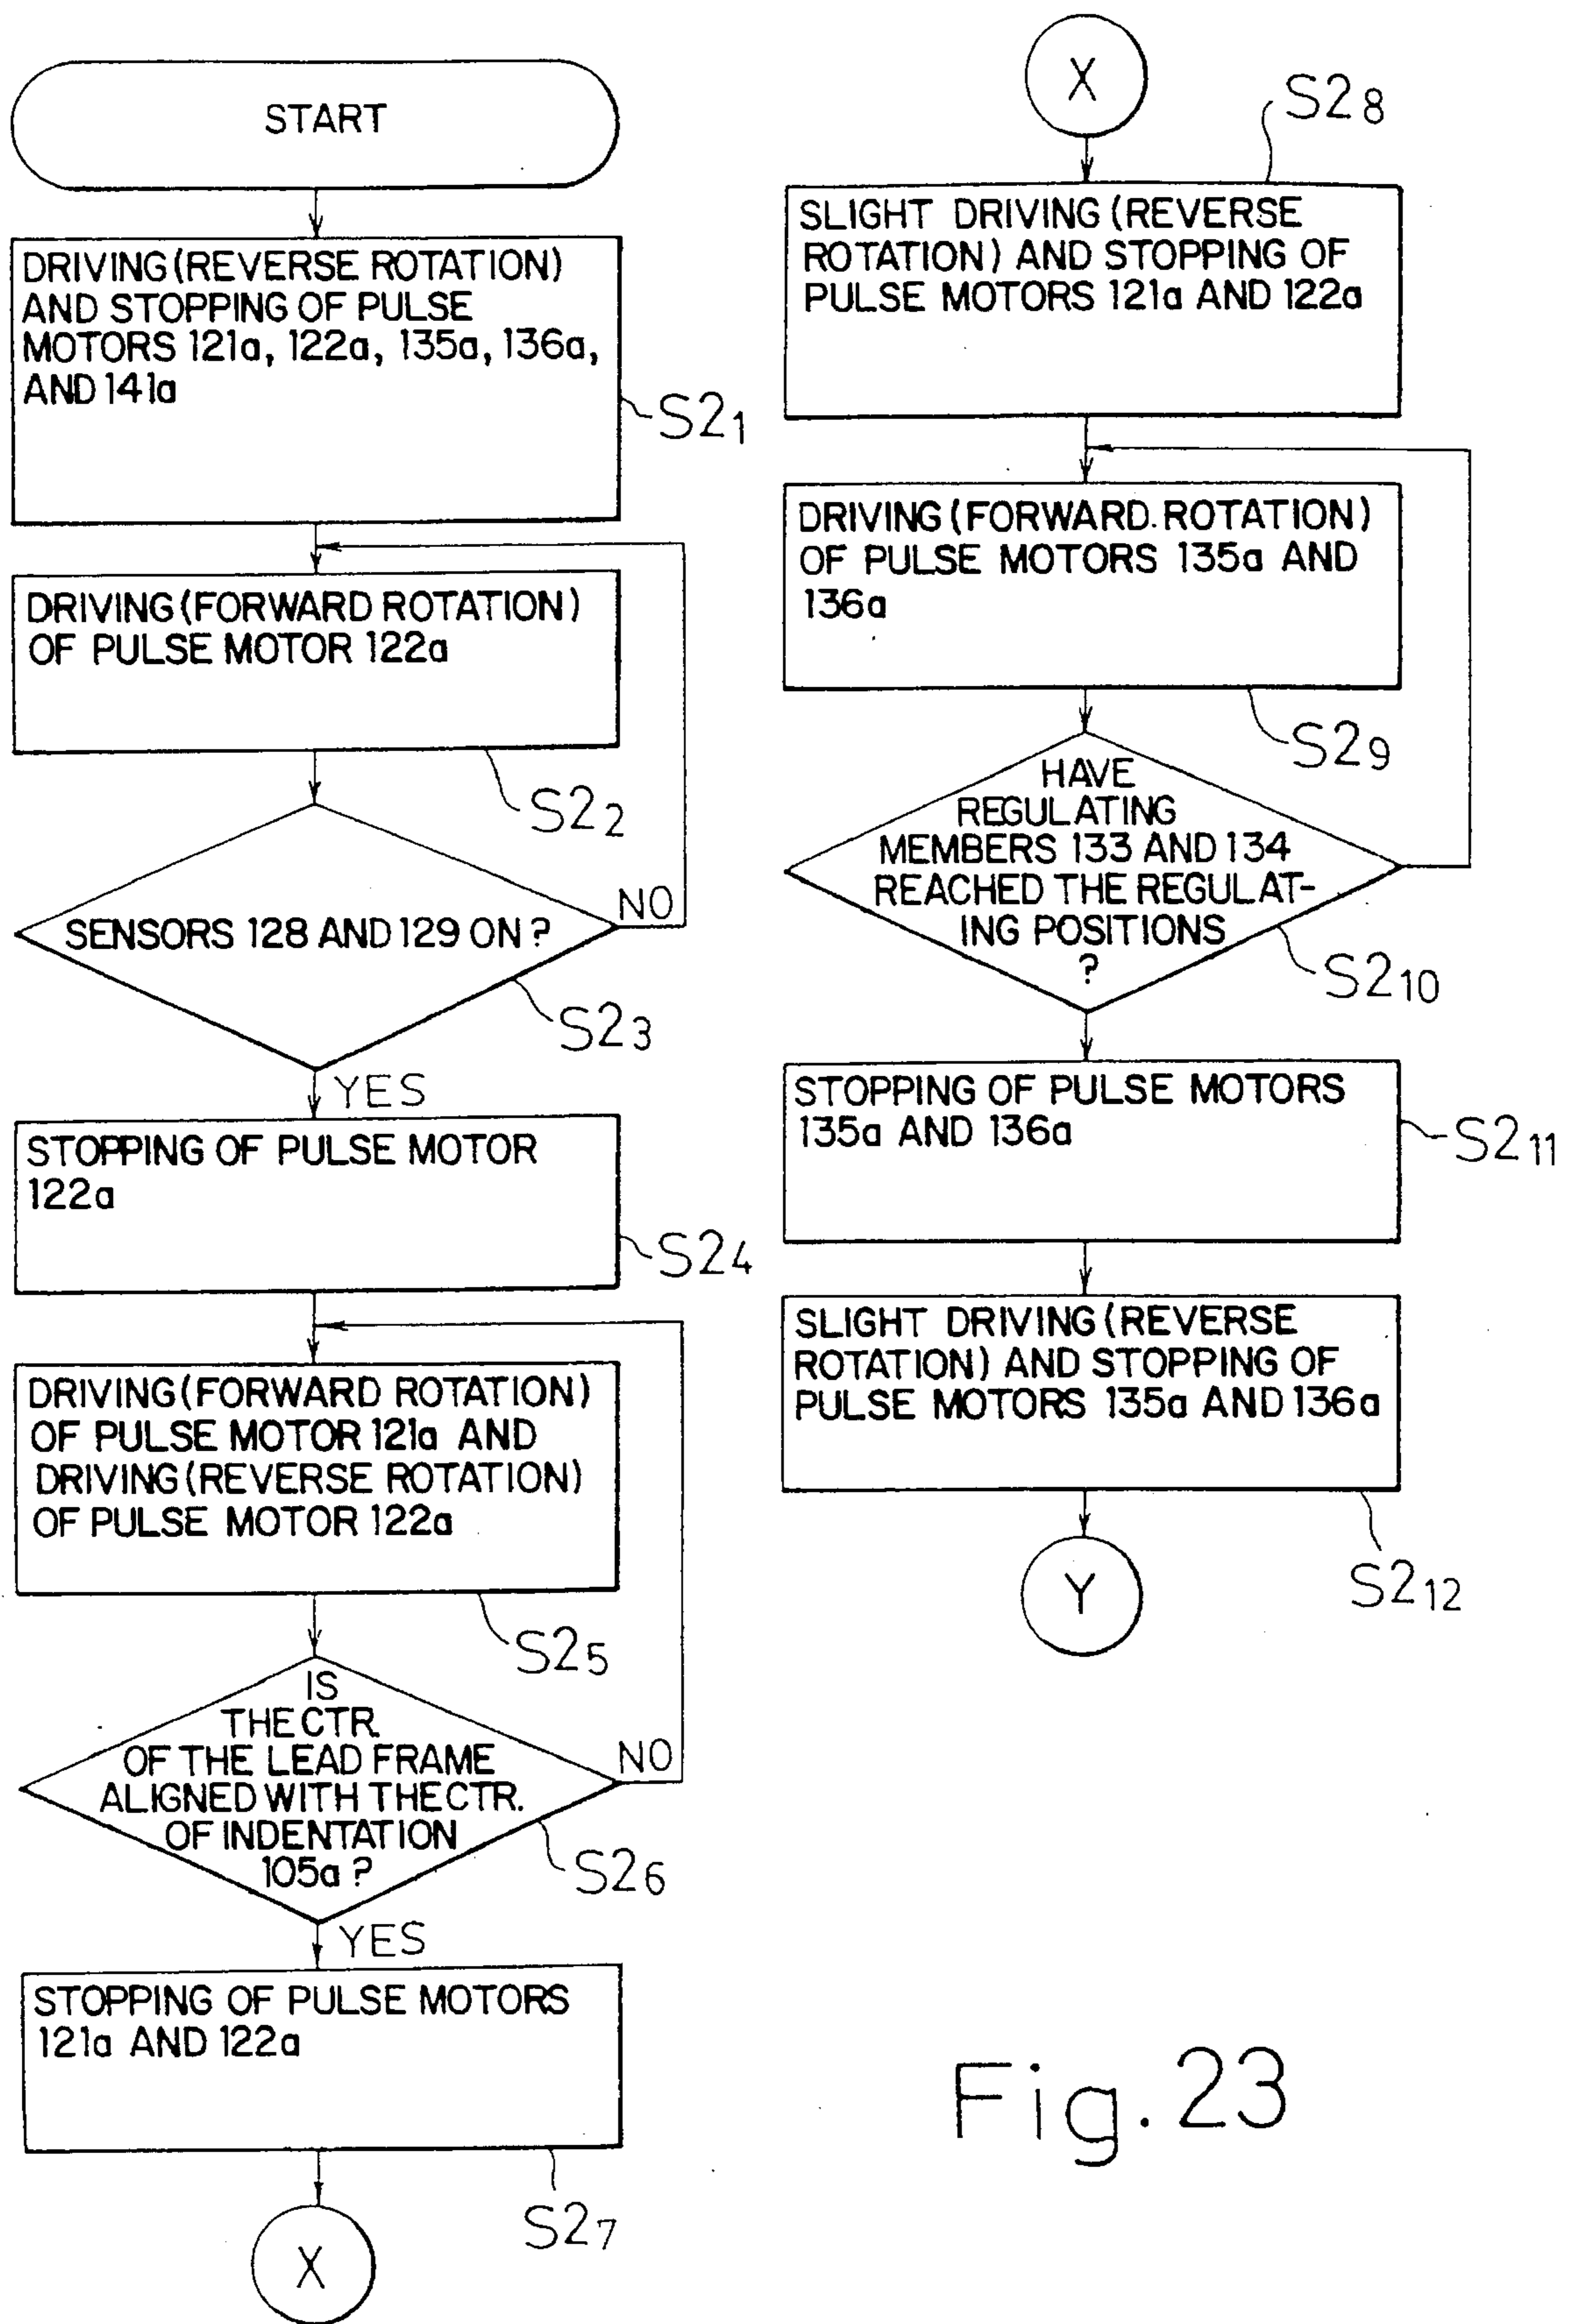 START
DRIVING (REVERSE ROTATION)
AND STOPPING OF PULSE
MOTORS 121a, 122a, 135a, 136a,
AND 141a
S21
DRIVING (FORWARD ROTATION)
OF PULSE MOTOR 122a
S22
SENSORS 128 AND 129 ON ?
NO
S23
YES
STOPPING OF PULSE MOTOR
122a
S24
DRIVING (FORWARD ROTATION)
OF PULSE MOTOR 121a AND
DRIVING (REVERSE ROTATION)
OF PULSE MOTOR 122a
S25
IS
THE CTR.
OF THE LEAD FRAME
ALIGNED WITH THE CTR.
OF INDENTATION
105a ?
NO
S26
YES
STOPPING OF PULSE MOTORS
121a AND 122a
S27
X
X
S28
SLIGHT DRIVING (REVERSE
ROTATION) AND STOPPING OF
PULSE MOTORS 121a AND 122a
DRIVING (FORWARD. ROTATION)
OF PULSE MOTORS 135a AND
136a
S29
HAVE
REGULATING
MEMBERS 133 AND 134
REACHED THE REGULAT-
ING POSITIONS
?
S210
STOPPING OF PULSE MOTORS
135a AND 136a
S211
SLIGHT DRIVING (REVERSE
ROTATION) AND STOPPING OF
PULSE MOTORS 135a AND 136a
S212
Y
Fig. 23